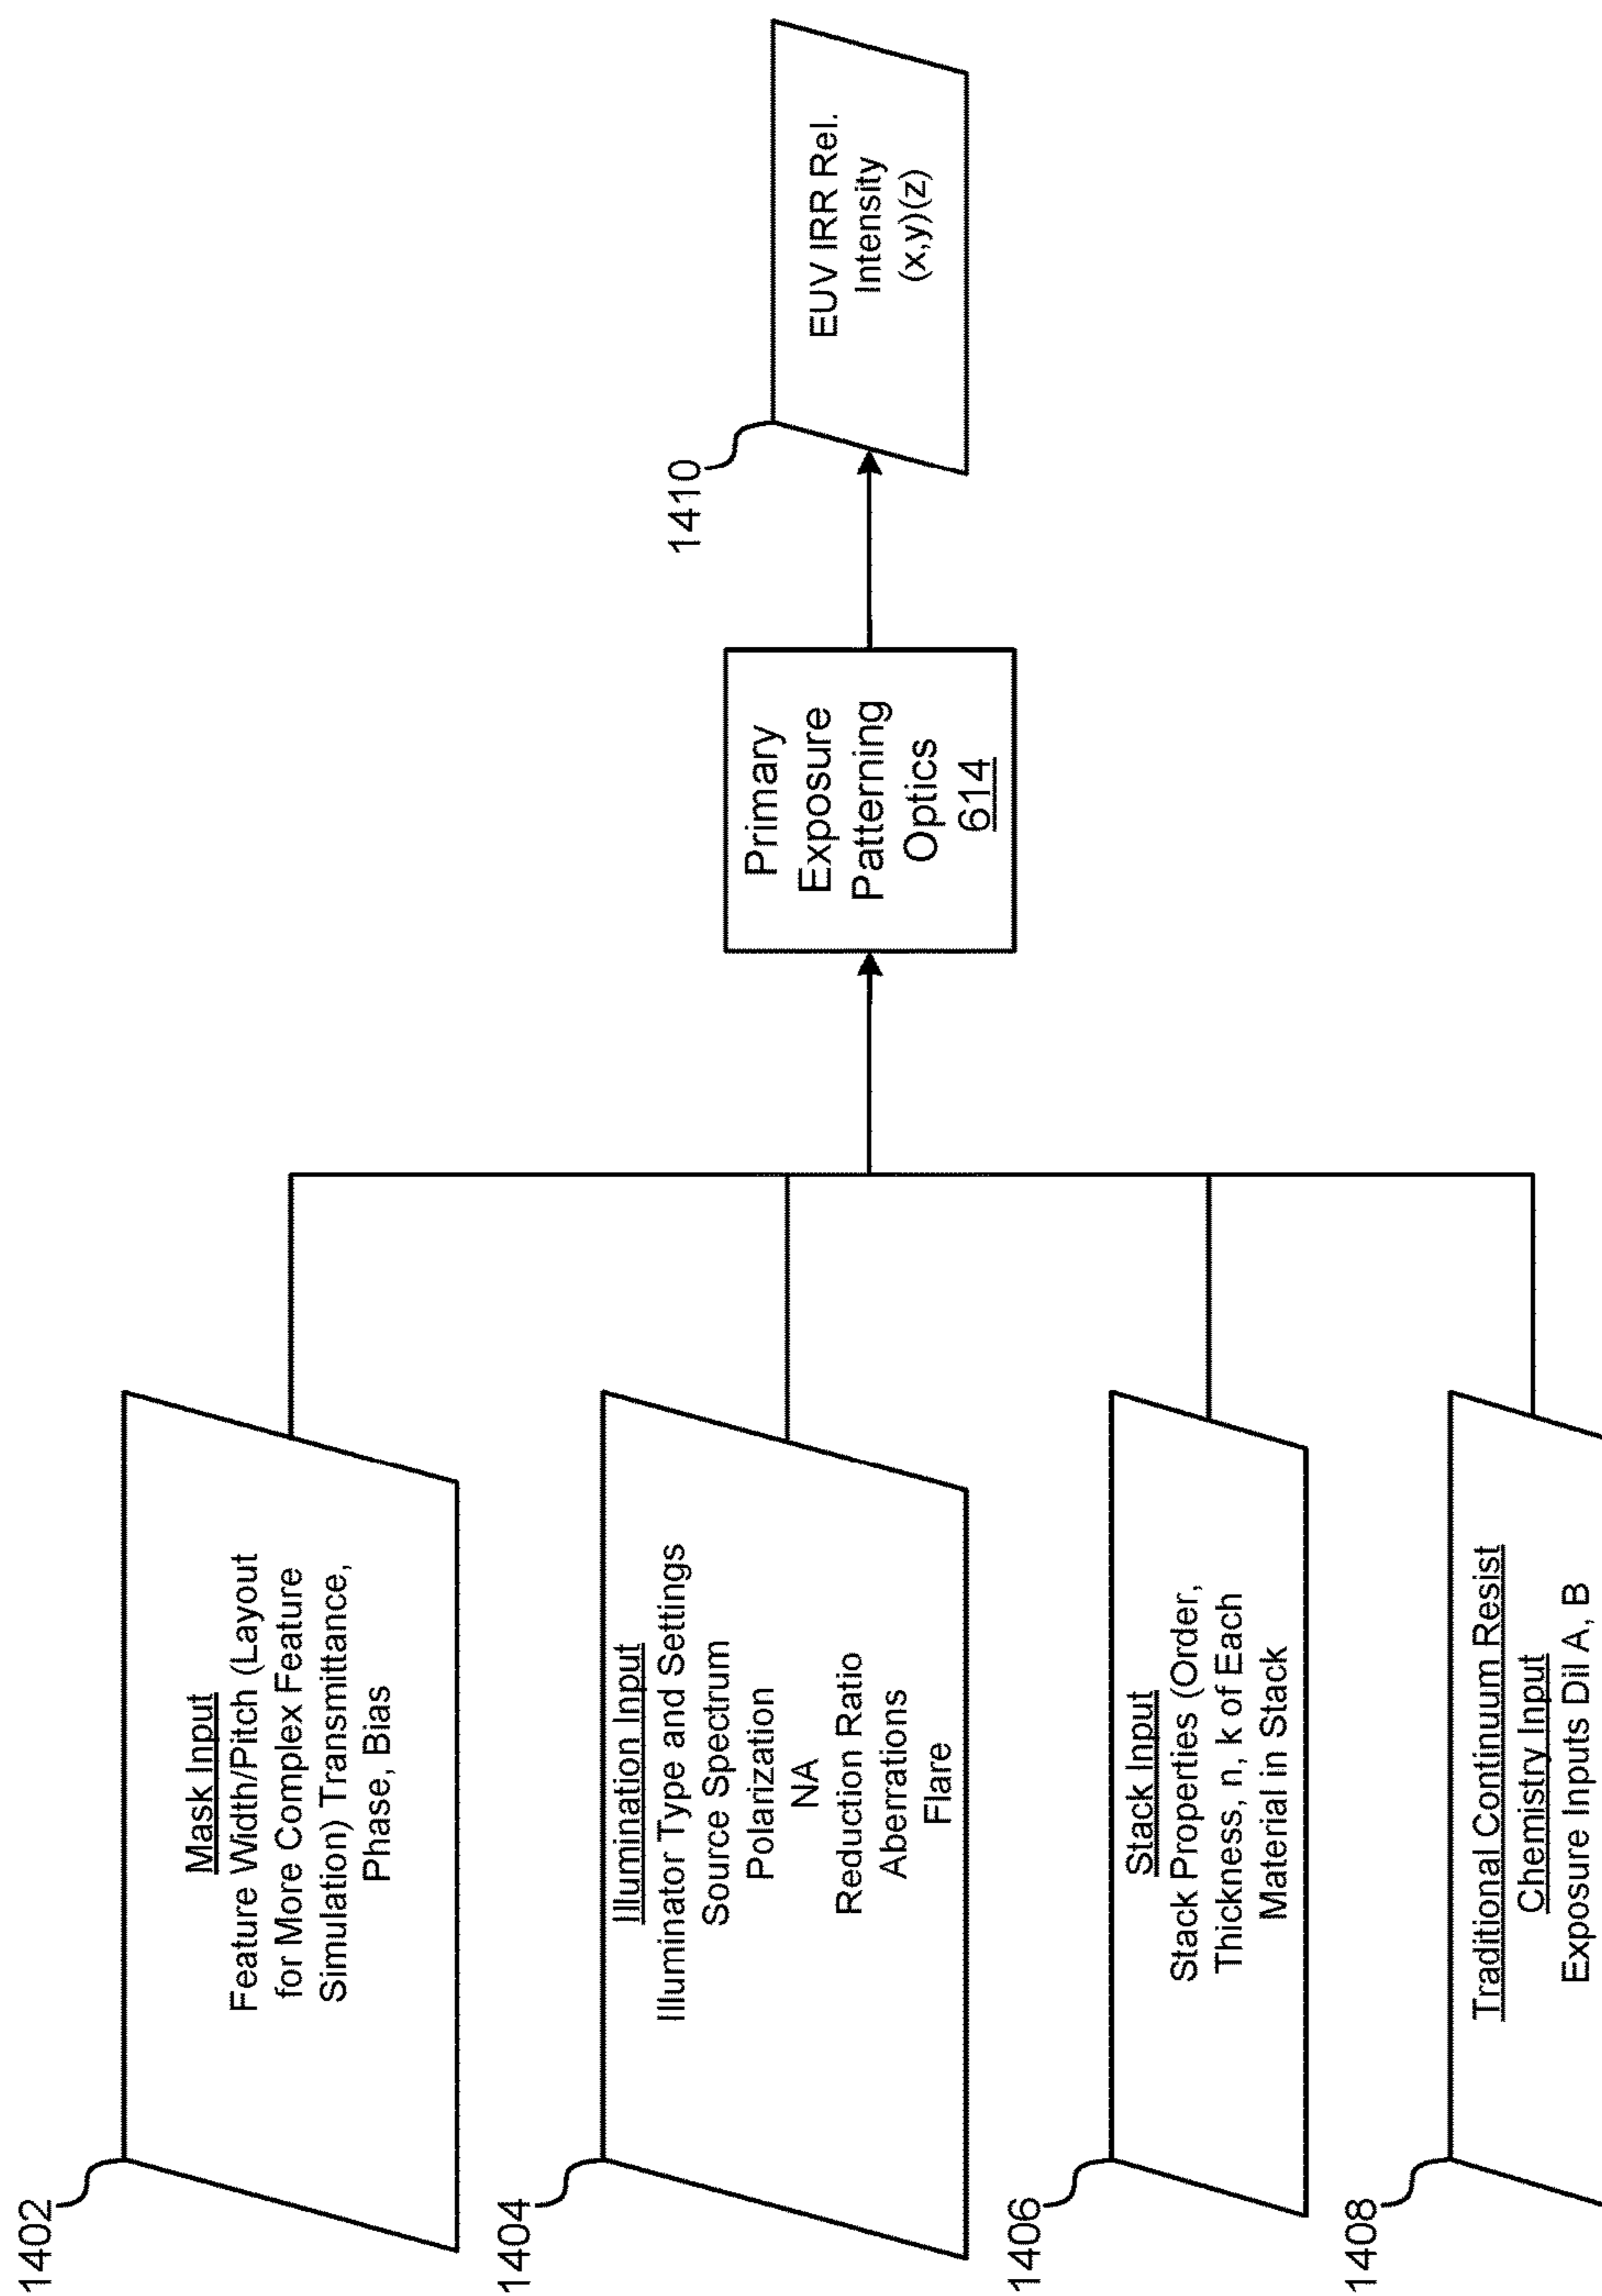 1402
Mask Input
Feature Width/Pitch (Layout
for More Complex Feature
Simulation) Transmittance,
Phase, Bias
1404
Illumination Input
Illuminator Type and Settings
Source Spectrum
Polarization
NA
Reduction Ratio
Aberrations
Flare
1406
Stack Input
Stack Properties (Order,
Thickness, n, k of Each
Material in Stack
1408
Traditional Continuum Resist
Chemistry Input
Exposure Inputs Dil A, B
Primary
Exposure
Patterning
Optics
614
1410
EUV IRR Rel.
Intensity
(x,y)(z)